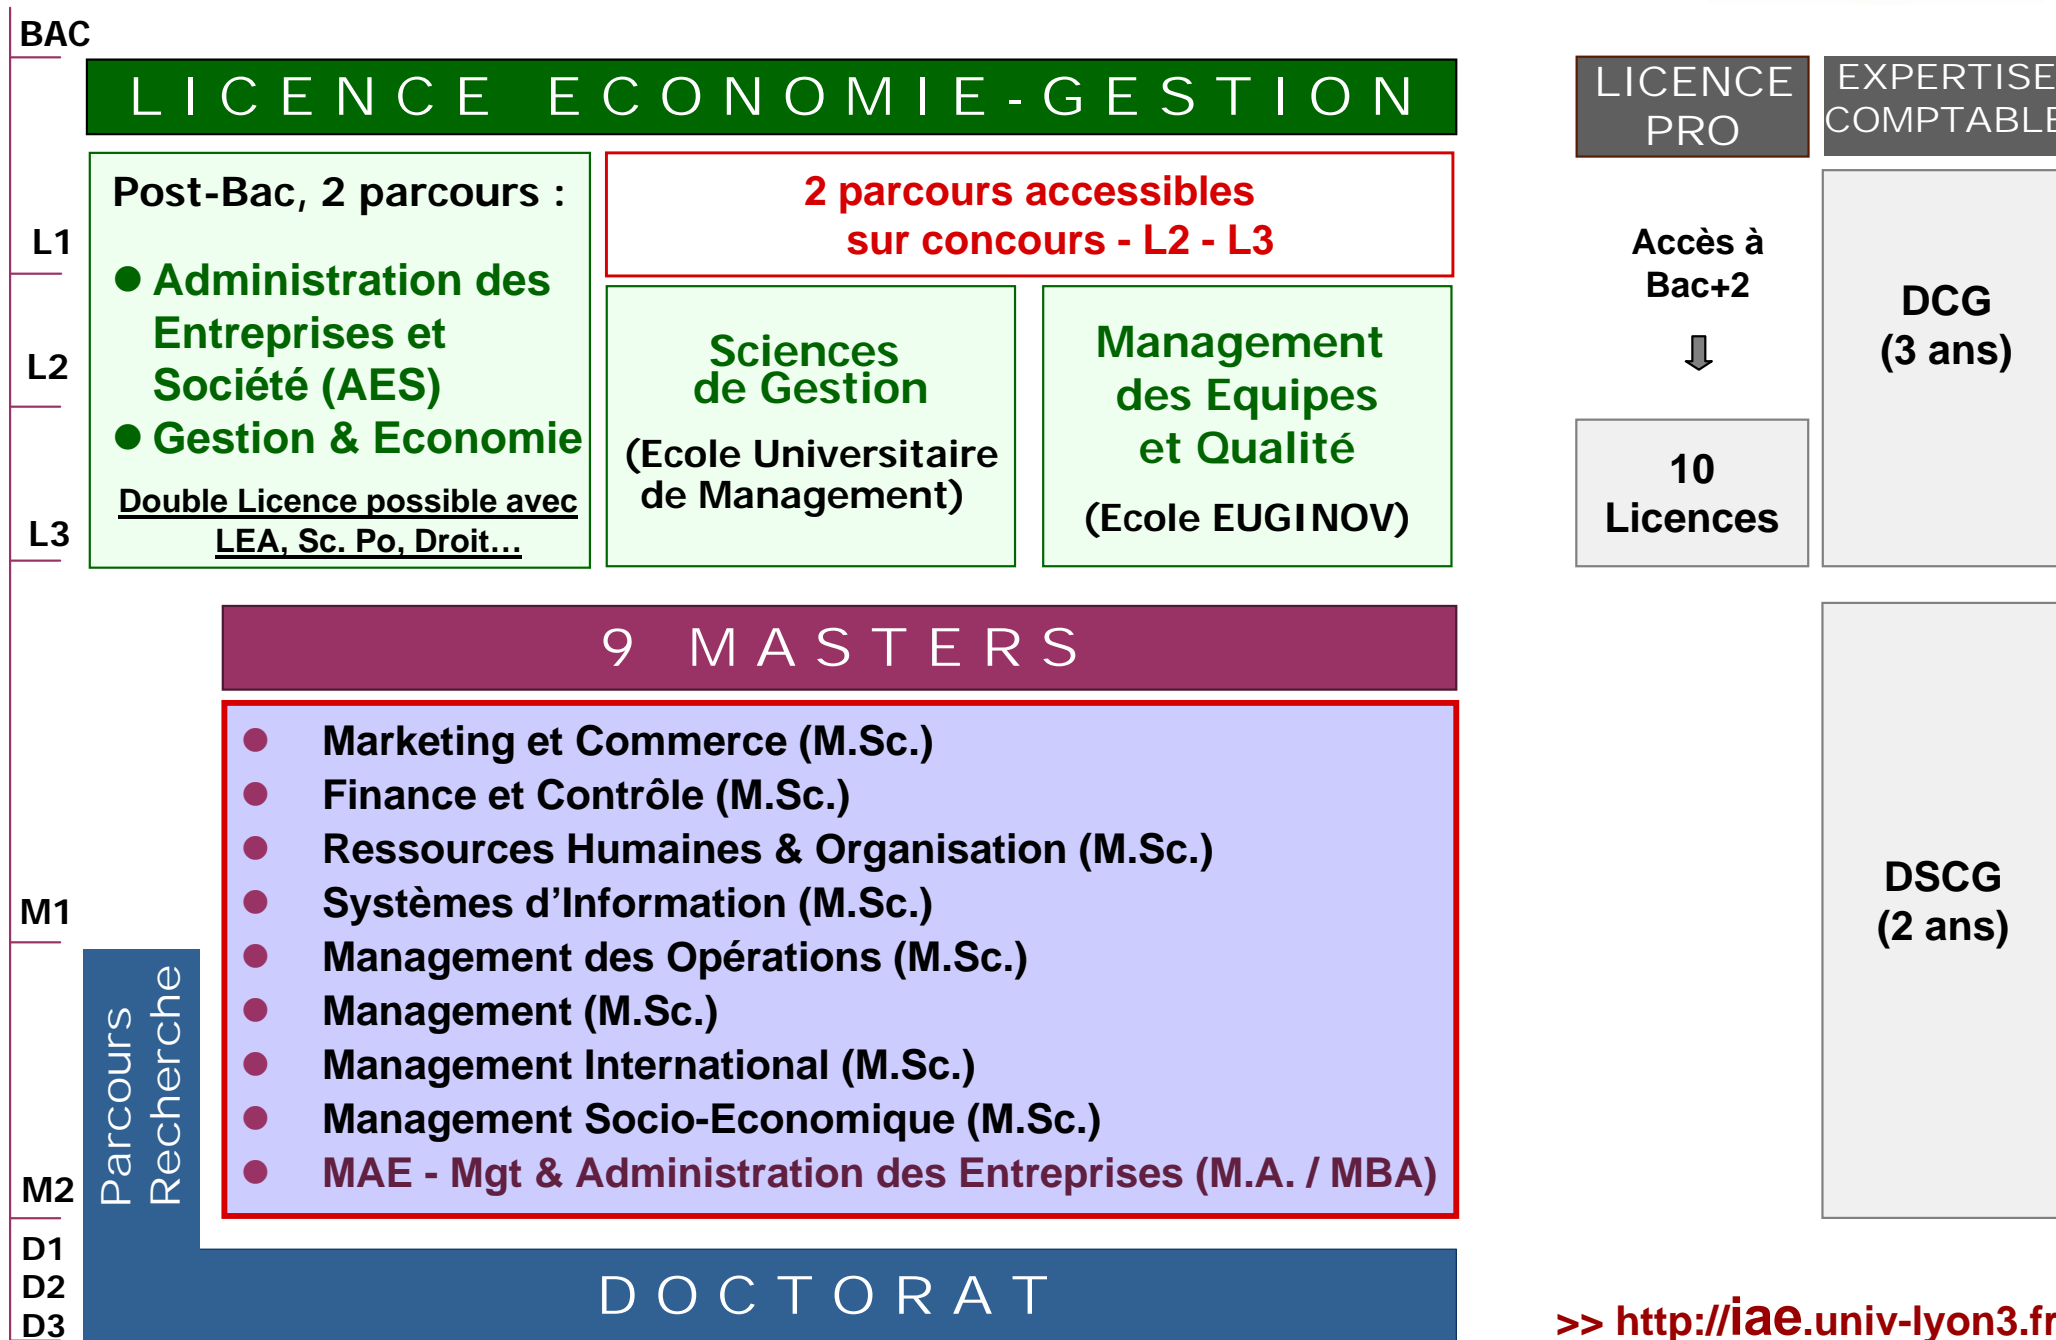 BAC
LICENCE ECONOMIE-GESTION
LICENCE
PRO
EXPERTISE
COMPTABLE
Post-Bac, 2 parcours :
● Administration des
Entreprises et
Société (AES)
● Gestion & Economie
Double Licence possible avec
LEA, Sc. Po, Droit…
2 parcours accessibles
sur concours - L2 - L3
Sciences
de Gestion
(Ecole Universitaire
de Management)
Management
des Equipes
et Qualité
(Ecole EUGINOV)
L1
L2
L3
Accès à
Bac+2
10
Licences
DCG
(3 ans)
9 MASTERS
● Marketing et Commerce (M.Sc.)
● Finance et Contrôle (M.Sc.)
● Ressources Humaines & Organisation (M.Sc.)
● Systèmes d’Information (M.Sc.)
● Management des Opérations (M.Sc.)
● Management (M.Sc.)
● Management International (M.Sc.)
● Management Socio-Economique (M.Sc.)
● MAE - Mgt & Administration des Entreprises (M.A. / MBA)
M1
M2
Parcours
Recherche
DSCG
(2 ans)
D1
D2
D3
DOCTORAT
>> http://iae.univ-lyon3.fr